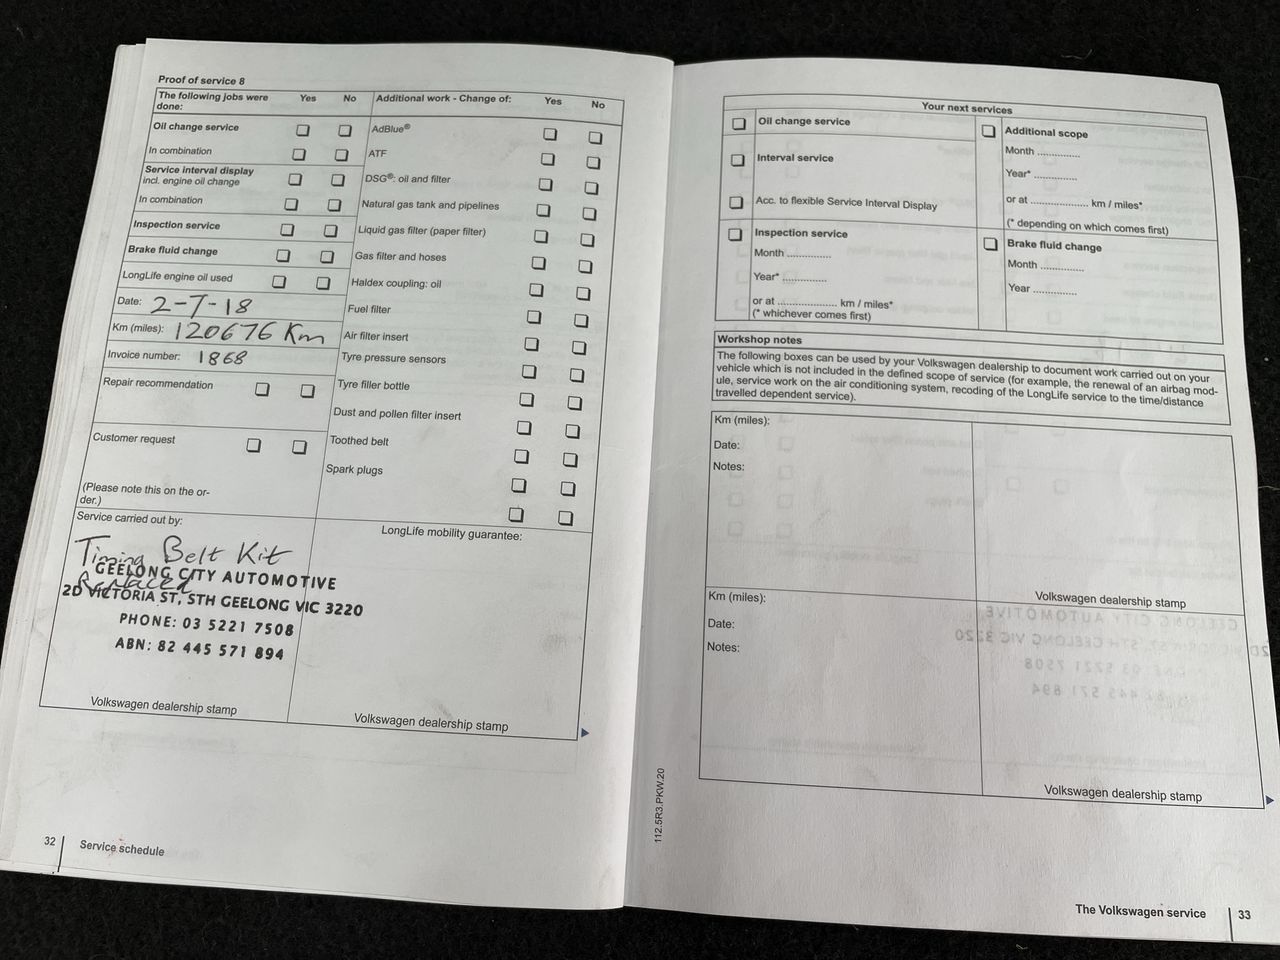 Proof of service 8
The following jobs were done: Yes No
Oil change service
In combination
Service interval display
incl. engine oil change
In combination
Inspection service
Brake fluid change
LongLife engine oil used
Date: 2-7-18
Km (miles): 120676 Km
Invoice number: 1868
Repair recommendation
Customer request
(Please note this on the or-
der.)
Additional work - Change of: Yes No
AdBlue®
ATF
DSG®: oil and filter
Natural gas tank and pipelines
Liquid gas filter (paper filter)
Gas filter and hoses
Haldex coupling: oil
Fuel filter
Air filter insert
Tyre pressure sensors
Tyre filler bottle
Dust and pollen filter insert
Toothed belt
Spark plugs
Service carried out by:
Timing Belt Kit
Replaced
GEELONG CITY AUTOMOTIVE
2D VICTORIA ST, STH GEELONG VIC 3220
PHONE: 03 5221 7508
ABN: 82 445 571 894
Volkswagen dealership stamp
LongLife mobility guarantee:
Volkswagen dealership stamp
32 Service schedule
Your next services
Oil change service
Interval service
Acc. to flexible Service Interval Display
Inspection service
Month ..............
Year* ..............
or at .................... km / miles*
(* whichever comes first)
Additional scope
Month ..............
Year* ..............
or at .................... km / miles*
(* depending on which comes first)
Brake fluid change
Month ..............
Year ..............
Workshop notes
The following boxes can be used by your Volkswagen dealership to document work carried out on your
vehicle which is not included in the defined scope of service (for example, the renewal of an airbag mod-
ule, service work on the air conditioning system, recoding of the LongLife service to the time/distance
travelled dependent service).
Km (miles):
Date:
Notes:
Volkswagen dealership stamp
Km (miles):
Date:
Notes:
Volkswagen dealership stamp
112.5R3.PKW.20
The Volkswagen service 33